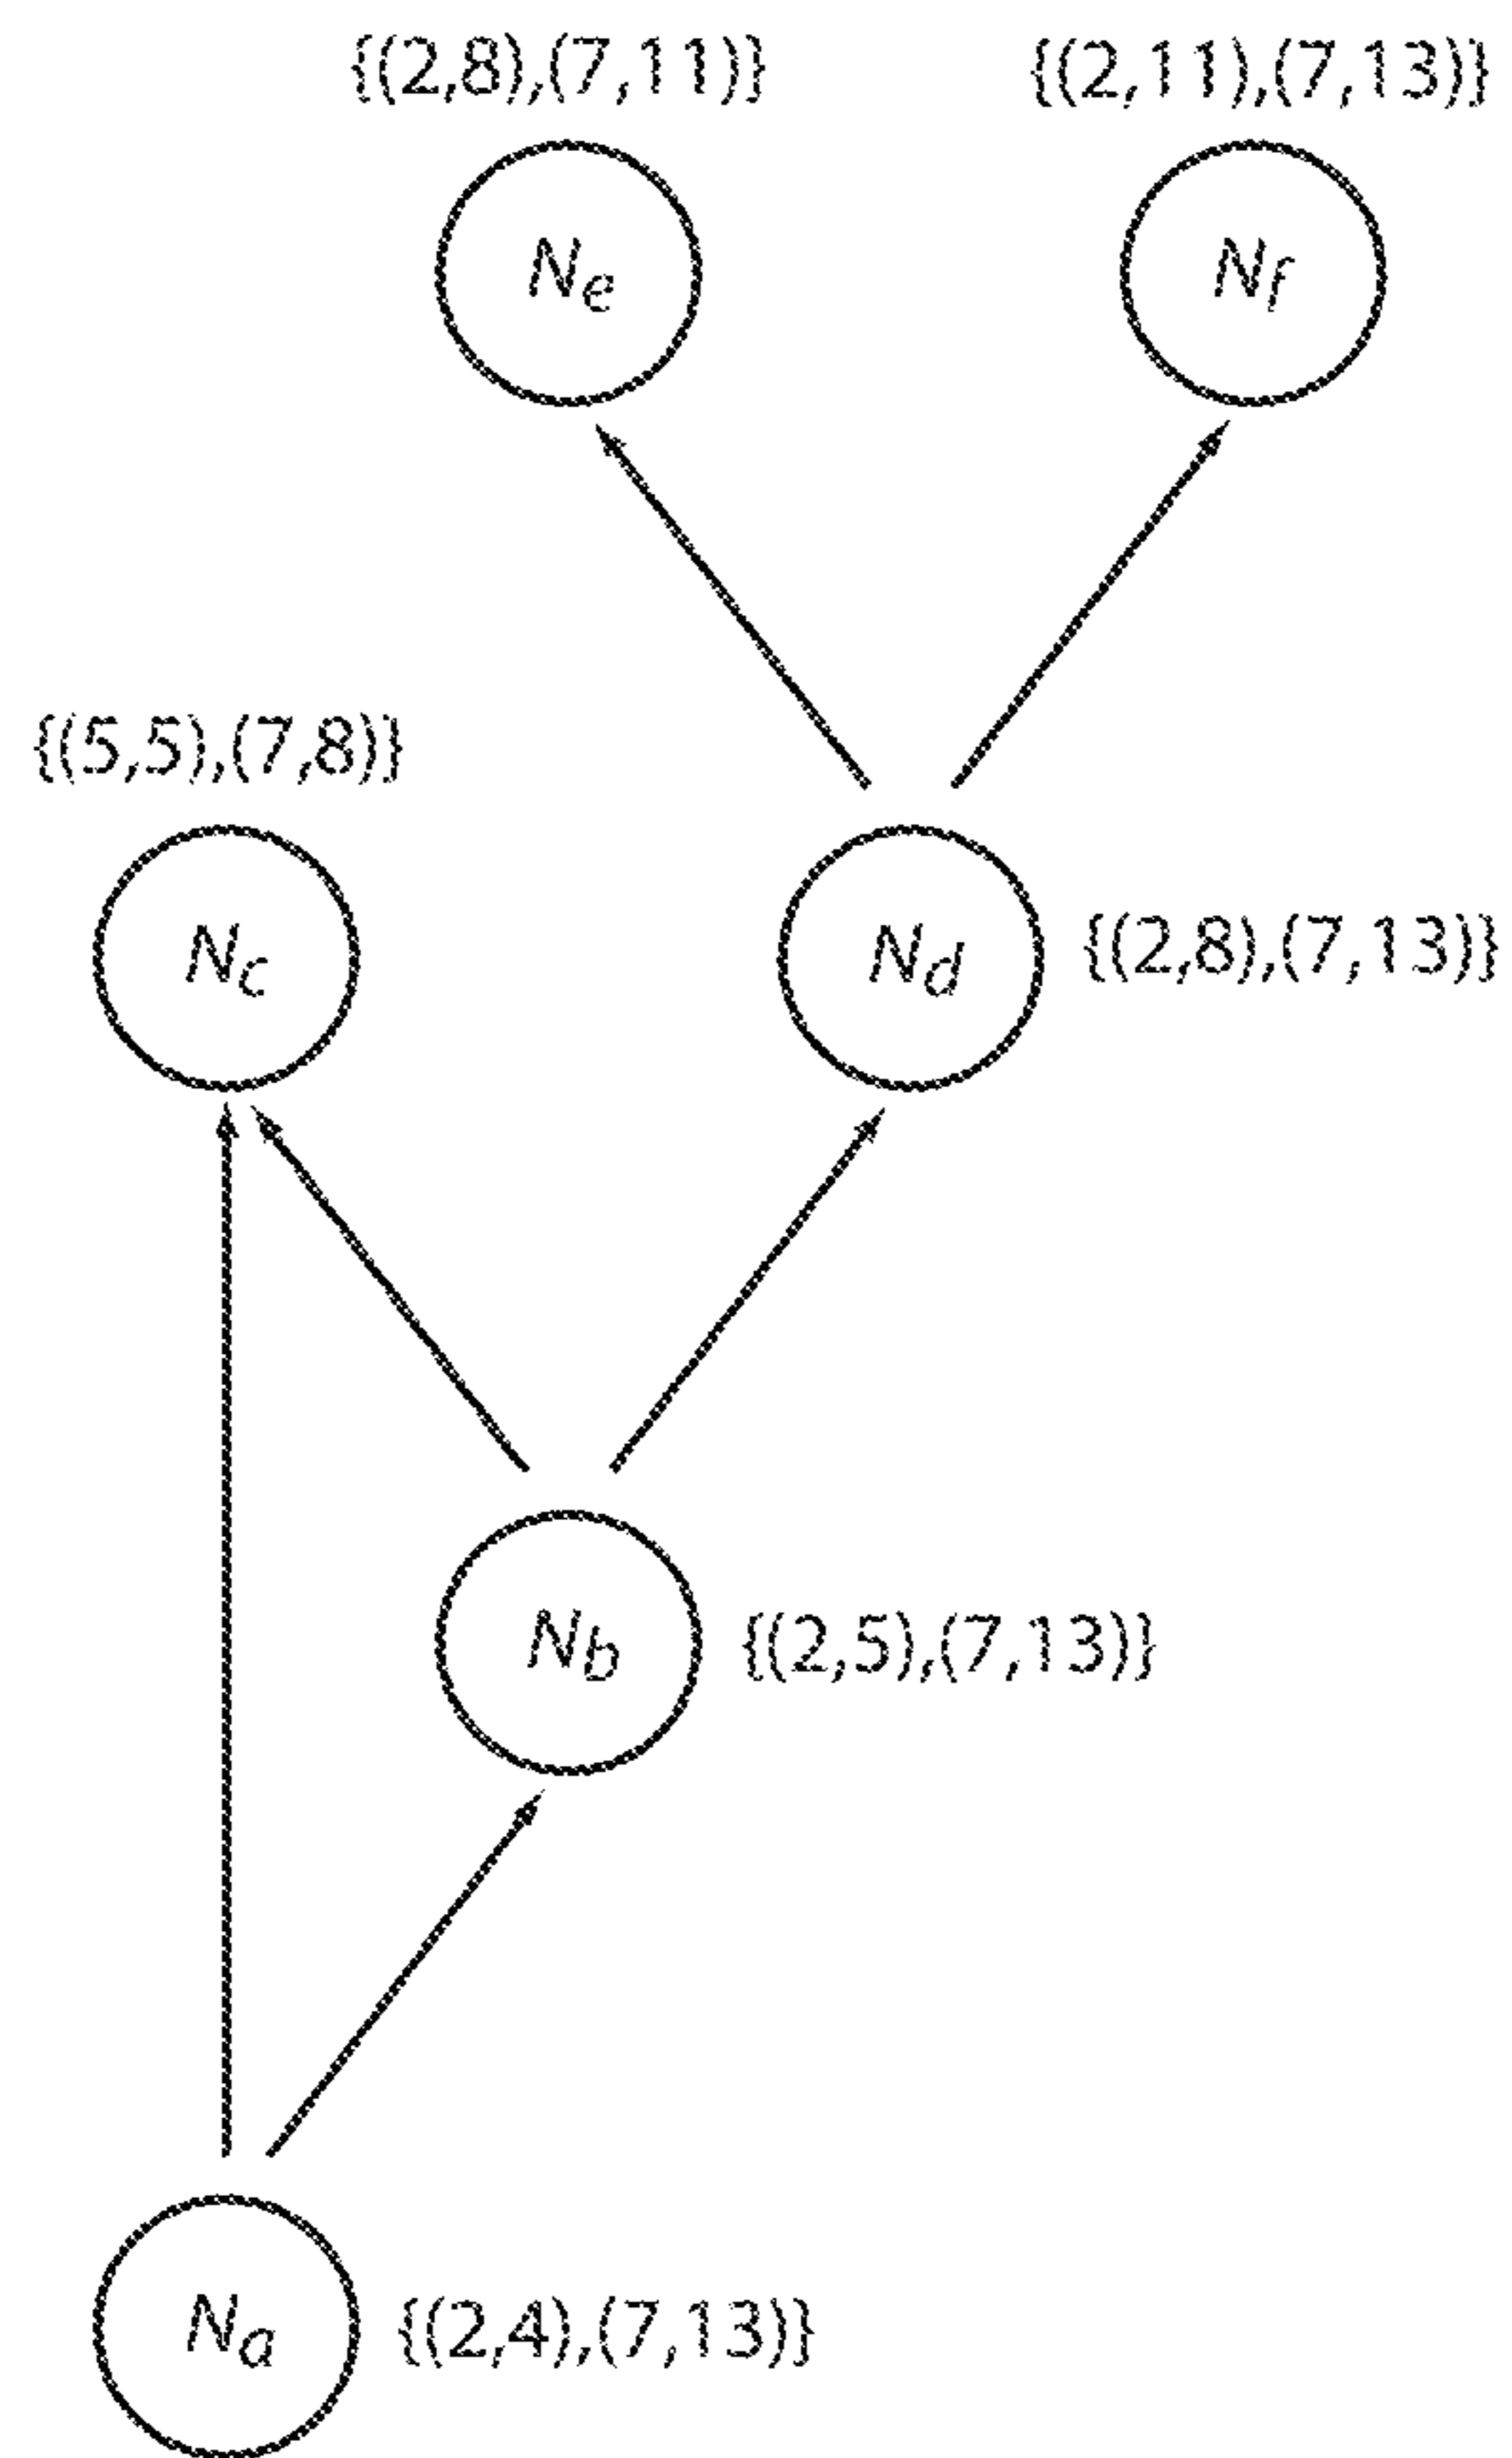 {(2,8),(7,11)}
{(2,11),(7,13)}
Ne
Nf
{(5,5),(7,8)}
Nc
Nd
{(2,8),(7,13)}
Nb
{(2,5),(7,13)}
Na
{(2,4),(7,13)}